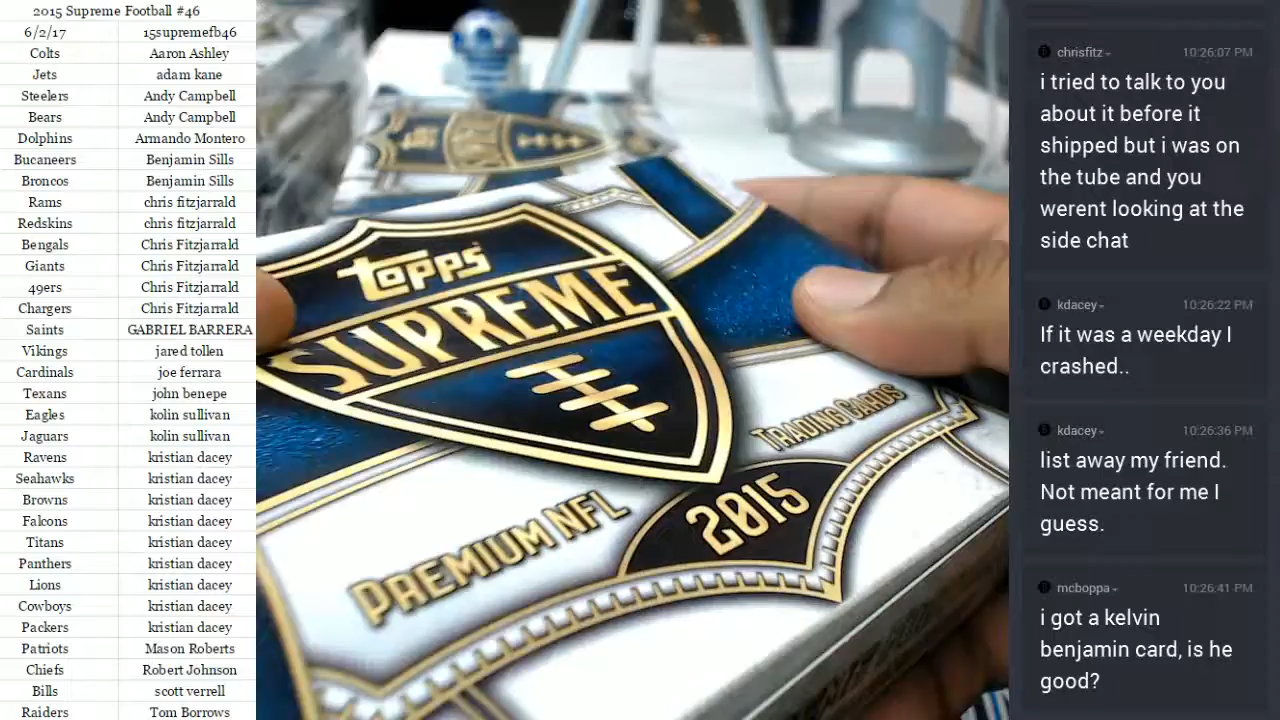 2015 Supreme Football #46
6/2/17 15supremefb46
Colts Aaron Ashley
Jets adam kane
Steelers Andy Campbell
Bears Andy Campbell
Dolphins Armando Montero
Bucaneers Benjamin Sills
Broncos Benjamin Sills
Rams chris fitzjarrald
Redskins chris fitzjarrald
Bengals Chris Fitzjarrald
Giants Chris Fitzjarrald
49ers Chris Fitzjarrald
Chargers Chris Fitzjarrald
Saints GABRIEL BARRERA
Vikings jared tollen
Cardinals joe ferrara
Texans john benepe
Eagles kolin sullivan
Jaguars kolin sullivan
Ravens kristian dacey
Seahawks kristian dacey
Browns kristian dacey
Falcons kristian dacey
Titans kristian dacey
Panthers kristian dacey
Lions kristian dacey
Cowboys kristian dacey
Packers kristian dacey
Patriots Mason Roberts
Chiefs Robert Johnson
Bills scott verrell
Raiders Tom Borrows
topps
SUPREME
TRADING CARDS
PREMIUM NFL
2015
chrisfitz 10:26:07 PM
i tried to talk to you
about it before it
shipped but i was on
the tube and you
werent looking at the
side chat
kdacey 10:26:22 PM
If it was a weekday I
crashed..
kdacey 10:26:36 PM
list away my friend.
Not meant for me I
guess.
mcboppa 10:26:41 PM
i got a kelvin
benjamin card, is he
good?